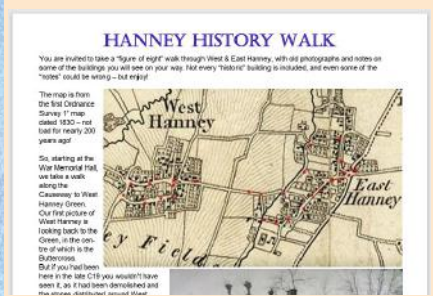 HANNEY HISTORY WALK
You are invited to take a "figure of eight" walk through West & East Hanney, with old photographs and notes on
some of the buildings you will see on your way. Not every "historic" building is included, and even some of the
"notes" could be wrong – but enjoy!
The map is from
the first Ordnance
Survey 1" map
dated 1830 – not
bad for nearly 200
years ago!
So, starting at the
War Memorial Hall,
we take a walk
along the
Causeway to West
Hanney Green.
Our first picture of
West Hanney is
looking back to the
Green, in the cen-
tre of which is the
Buttercross.
But if you had been
here in the late C19 you wouldn't have
seen it, as it had been demolished and
the stones distributed around West
West
Hanney
East
Hanney
ey Field